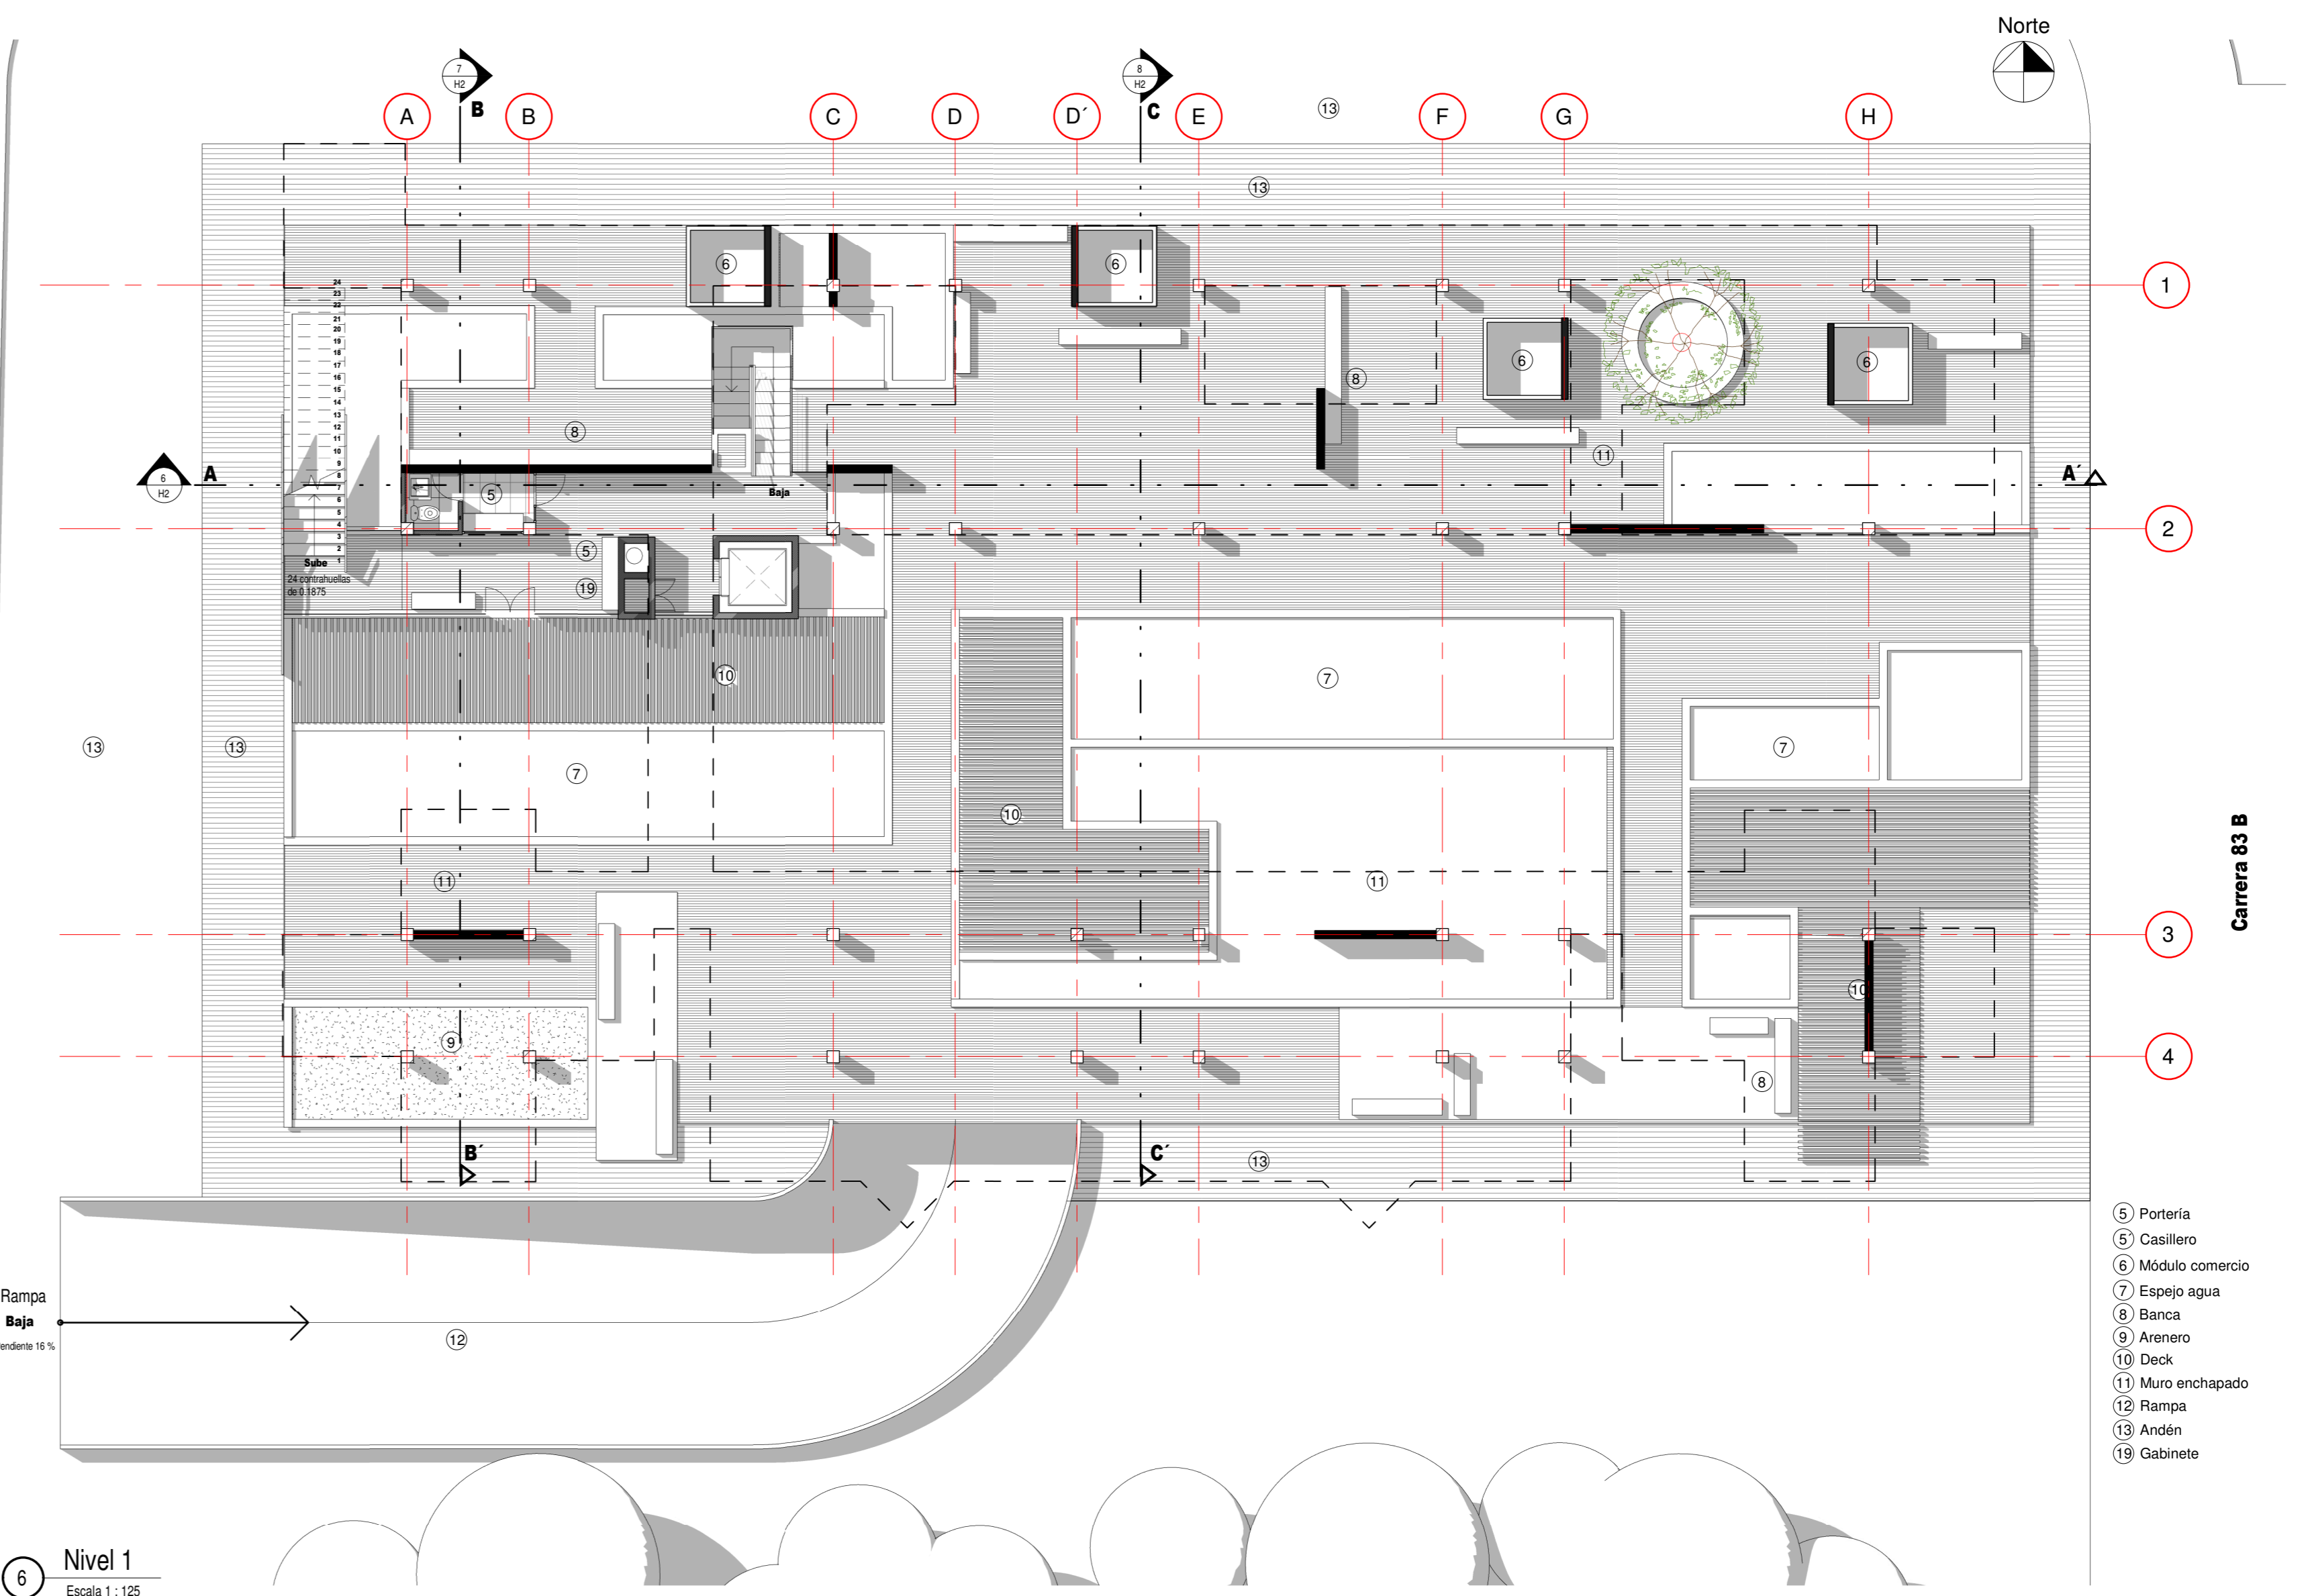 Norte
7
H2
B
8
H2
C
A
B
C
D
D´
E
F
G
H
13
13
6
6
1
24
23
22
21
20
19
18
17
16
15
14
13
12
11
10
9
8
7
6
5
4
3
2
1
6
6
8
8
11
6
H2
A
A´
5
Baja
2
5´
Sube
24 contrahuellas
de 0.1875
19
10
7
13
13
7
7
10
Carrera 83 B
11
11
3
10
9
4
8
B´
C´
13
5 Portería
5´ Casillero
6 Módulo comercio
7 Espejo agua
8 Banca
9 Arenero
10 Deck
11 Muro enchapado
12 Rampa
13 Andén
19 Gabinete
Rampa
Baja
endiente 16 %
12
6
Nivel 1
Escala 1 : 125